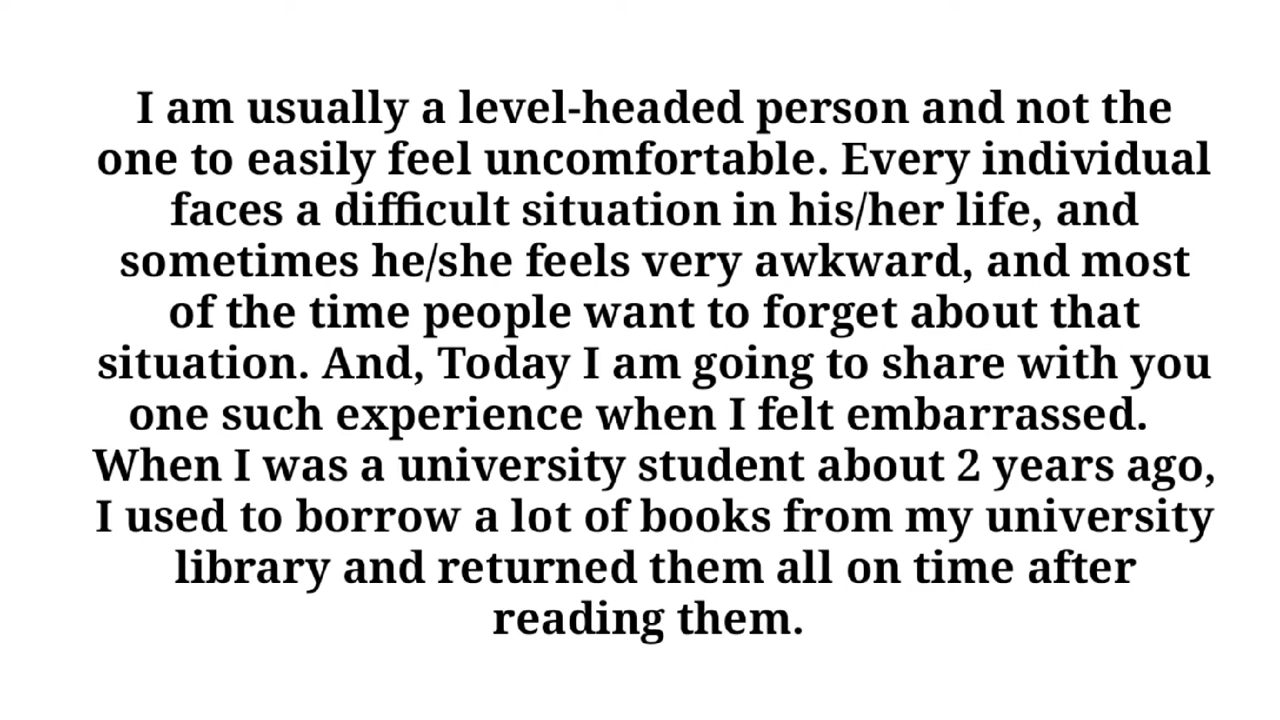 I am usually a level-headed person and not the
one to easily feel uncomfortable. Every individual
faces a difficult situation in his/her life, and
sometimes he/she feels very awkward, and most
of the time people want to forget about that
situation. And, Today I am going to share with you
one such experience when I felt embarrassed.
When I was a university student about 2 years ago,
I used to borrow a lot of books from my university
library and returned them all on time after
reading them.